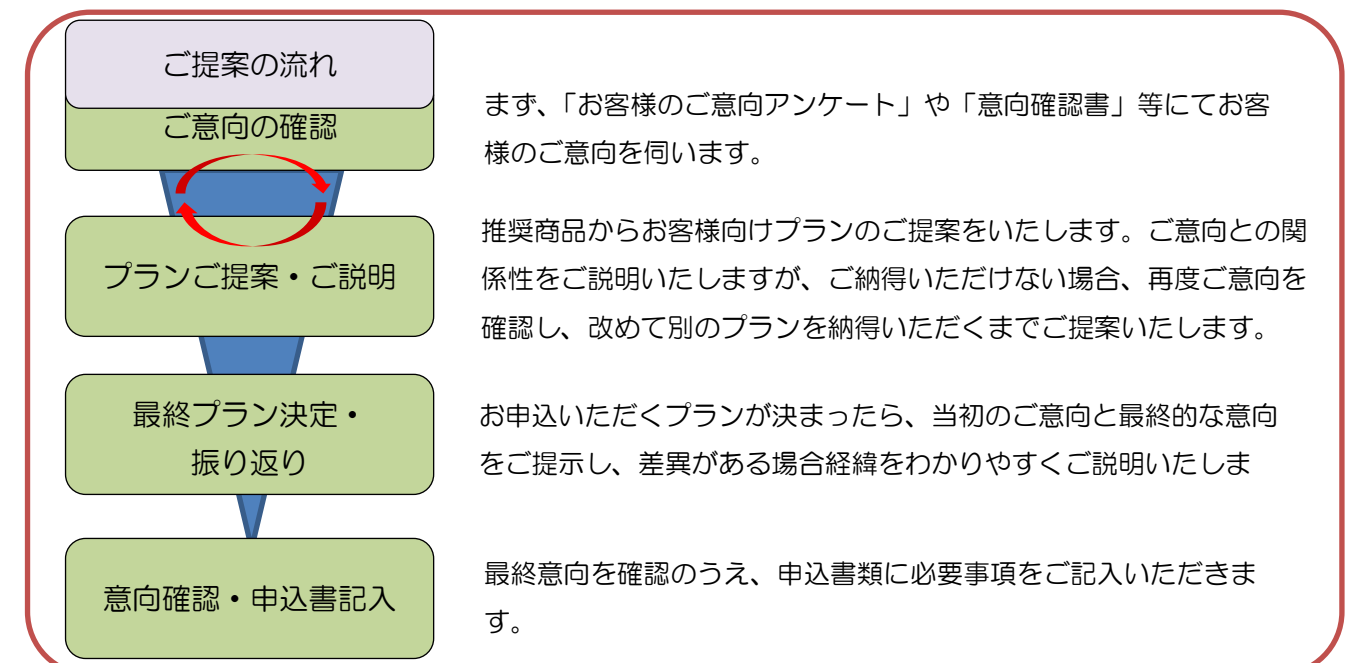 ご提案の流れ
ご意向の確認
まず、「お客様のご意向アンケート」や「意向確認書」等にてお客
様のご意向を伺います。
プランご提案・ご説明
推奨商品からお客様向けプランのご提案をいたします。ご意向との関
係性をご説明いたしますが、ご納得いただけない場合、再度ご意向を
確認し、改めて別のプランを納得いただくまでご提案いたします。
最終プラン決定・
振り返り
お申込いただくプランが決まったら、当初のご意向と最終的な意向
をご提示し、差異がある場合経緯をわかりやすくご説明いたしま
意向確認・申込書記入
最終意向を確認のうえ、申込書類に必要事項をご記入いただきま
す。